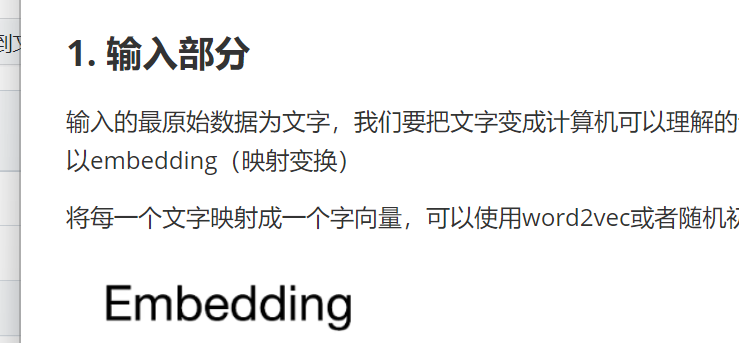 到
1. 输入部分
输入的最原始数据为文字，我们要把文字变成计算机可以理解的
以embedding（映射变换）
将每一个文字映射成一个字向量，可以使用word2vec或者随机初
Embedding